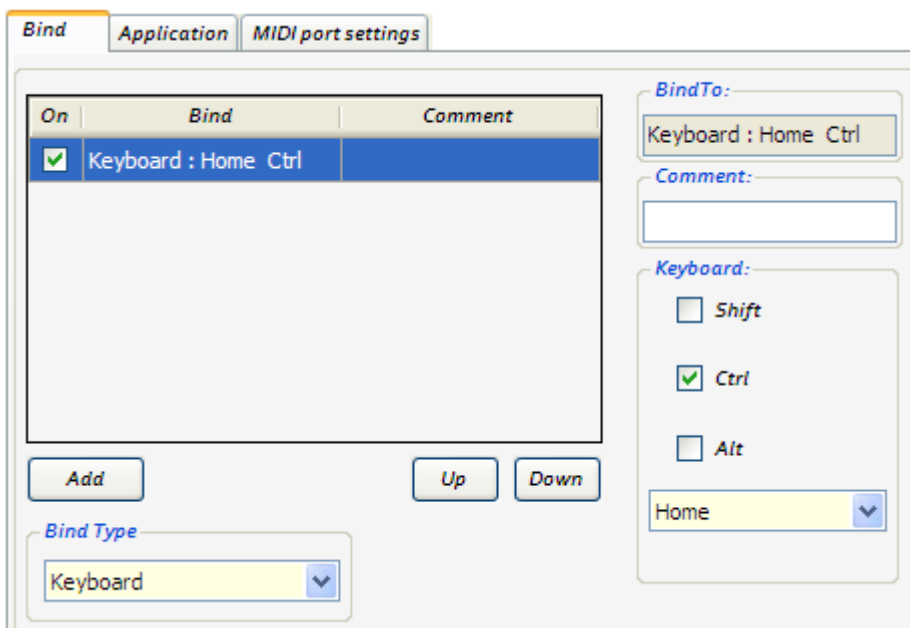 Bind Application MIDI port settings
On Bind Comment
Keyboard : Home Ctrl
Add Up Down
Bind Type
Keyboard
BindTo:
Keyboard : Home Ctrl
Comment:
Keyboard:
Shift
Ctrl
Alt
Home